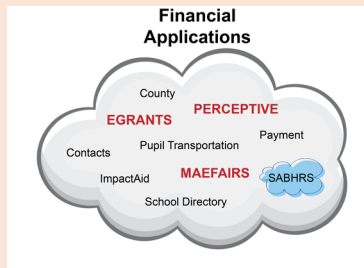 Financial
Applications
County
PERCEPTIVE
EGRANTS
Payment
Pupil Transportation
Contacts
MAEFAIRS
ImpactAid
SABHRS
School Directory